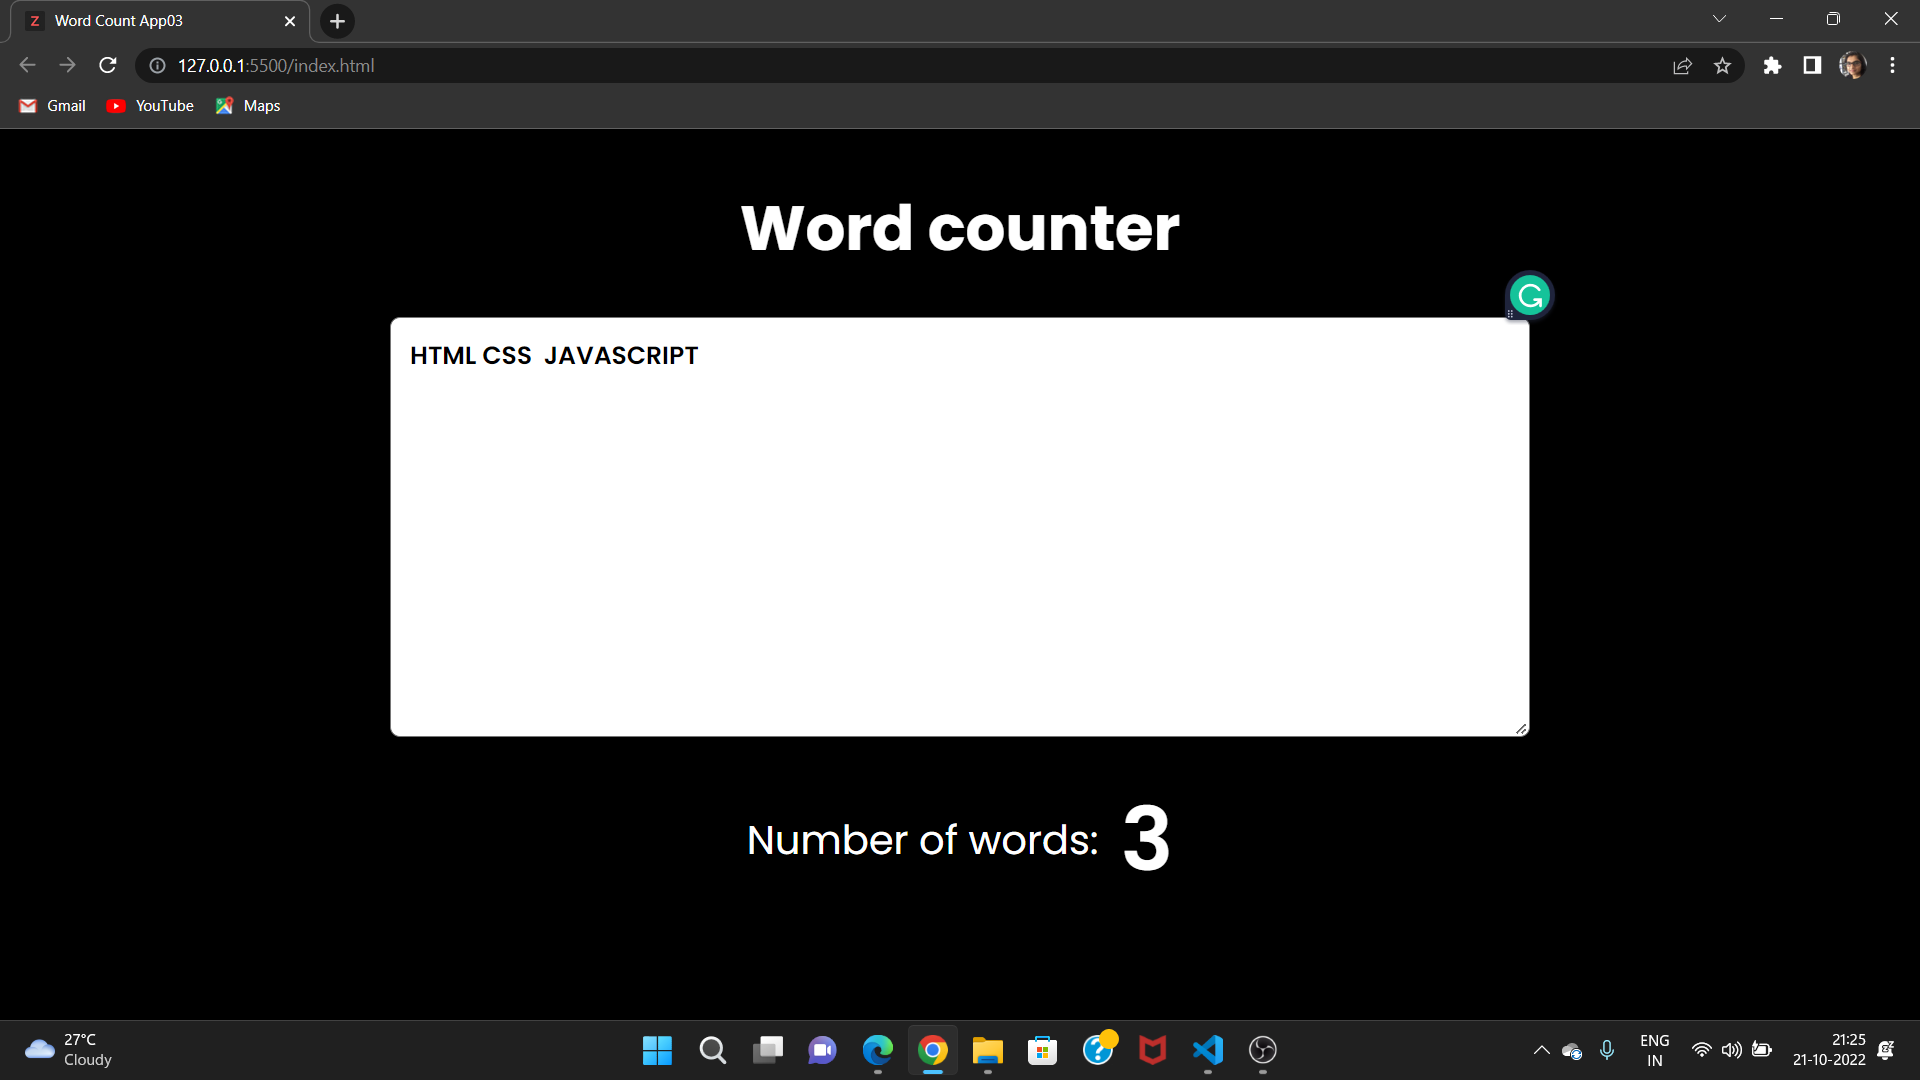 Word Count App03
127.0.0.1:5500/index.html
Gmail YouTube Maps
Word counter
HTML CSS  JAVASCRIPT
Number of words: 3
27°C
Cloudy
ENG
IN
21:25
21-10-2022